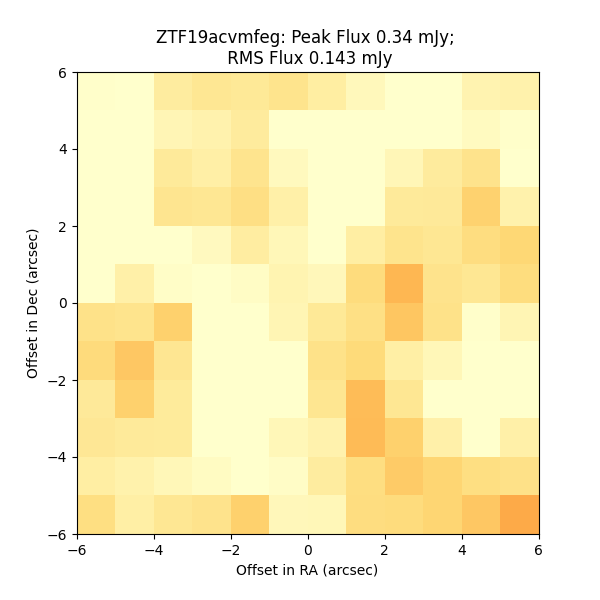 ZTF19acvmfeg: Peak Flux 0.34 mJy;
RMS Flux 0.143 mJy
6
4
2
0
−2
−4
−6
Offset in Dec (arcsec)
−6 −4 −2 0 2 4 6
Offset in RA (arcsec)